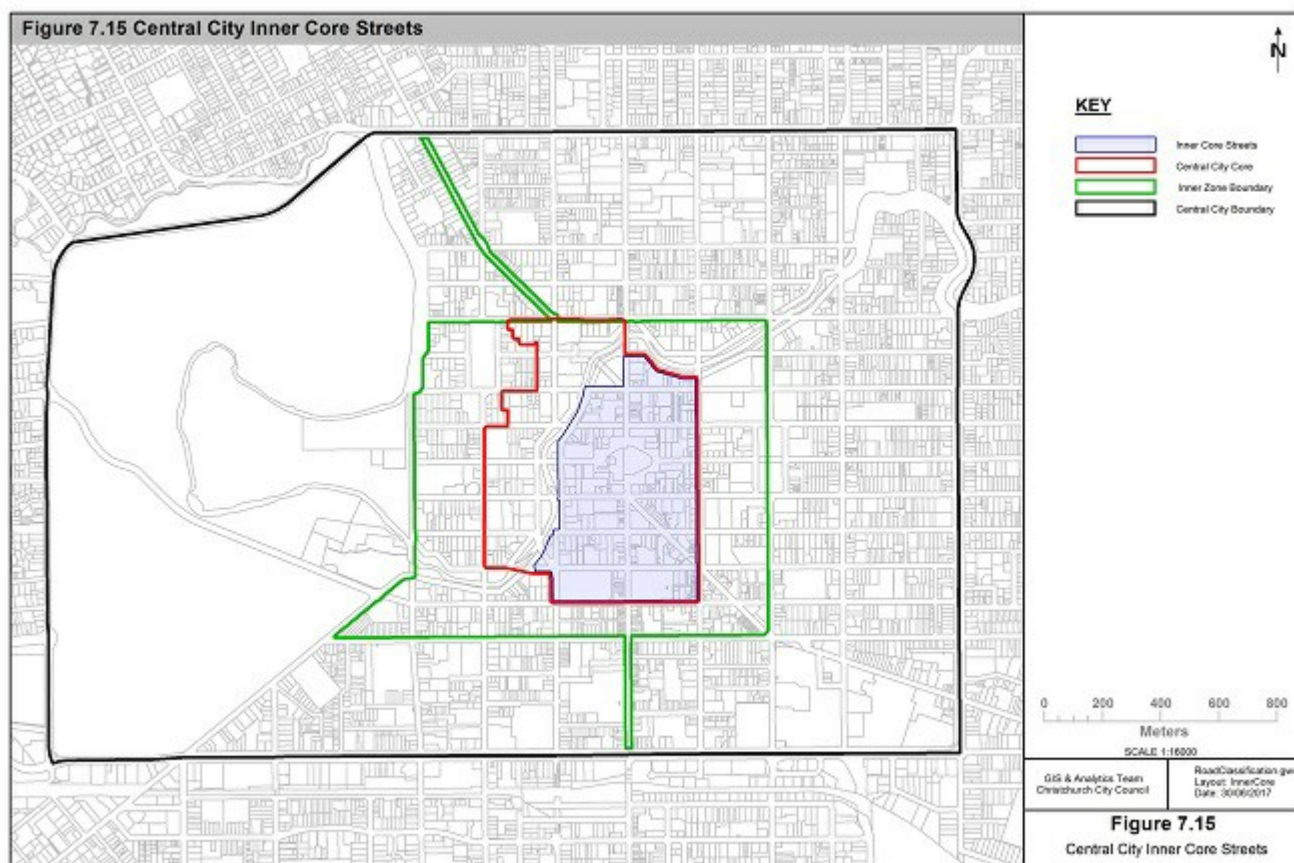 Figure 7.15 Central City Inner Core Streets
N
KEY
Inner Core Streets
Central City Core
Inner Zone Boundary
Central City Boundary
0 200 400 600 800
Meters
SCALE 1:16000
GIS & Analytics Team
Christchurch City Council
RoadClassification.gw
Layout: InnerCore
Date: 30/06/2017
Figure 7.15
Central City Inner Core Streets